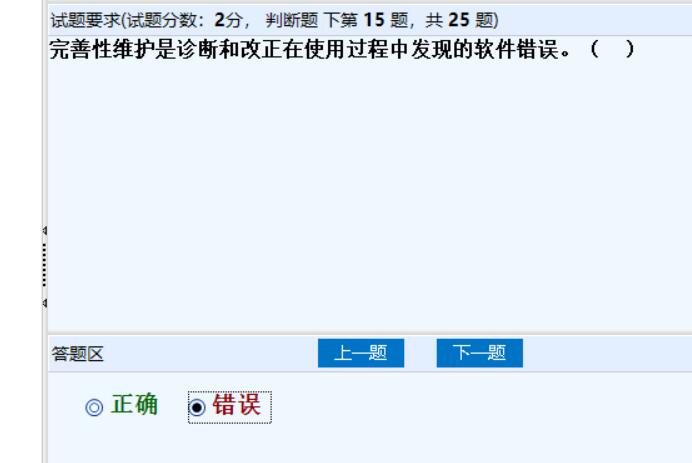 试题要求(试题分数：2分， 判断题 下第 15 题，共 25 题)
完善性维护是诊断和改正在使用过程中发现的软件错误。（　）
答题区 上一题 下一题
正确 错误